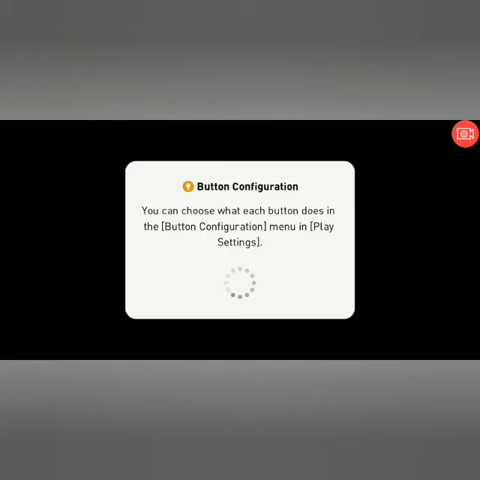 Button Configuration
You can choose what each button does in
the [Button Configuration] menu in [Play
Settings].